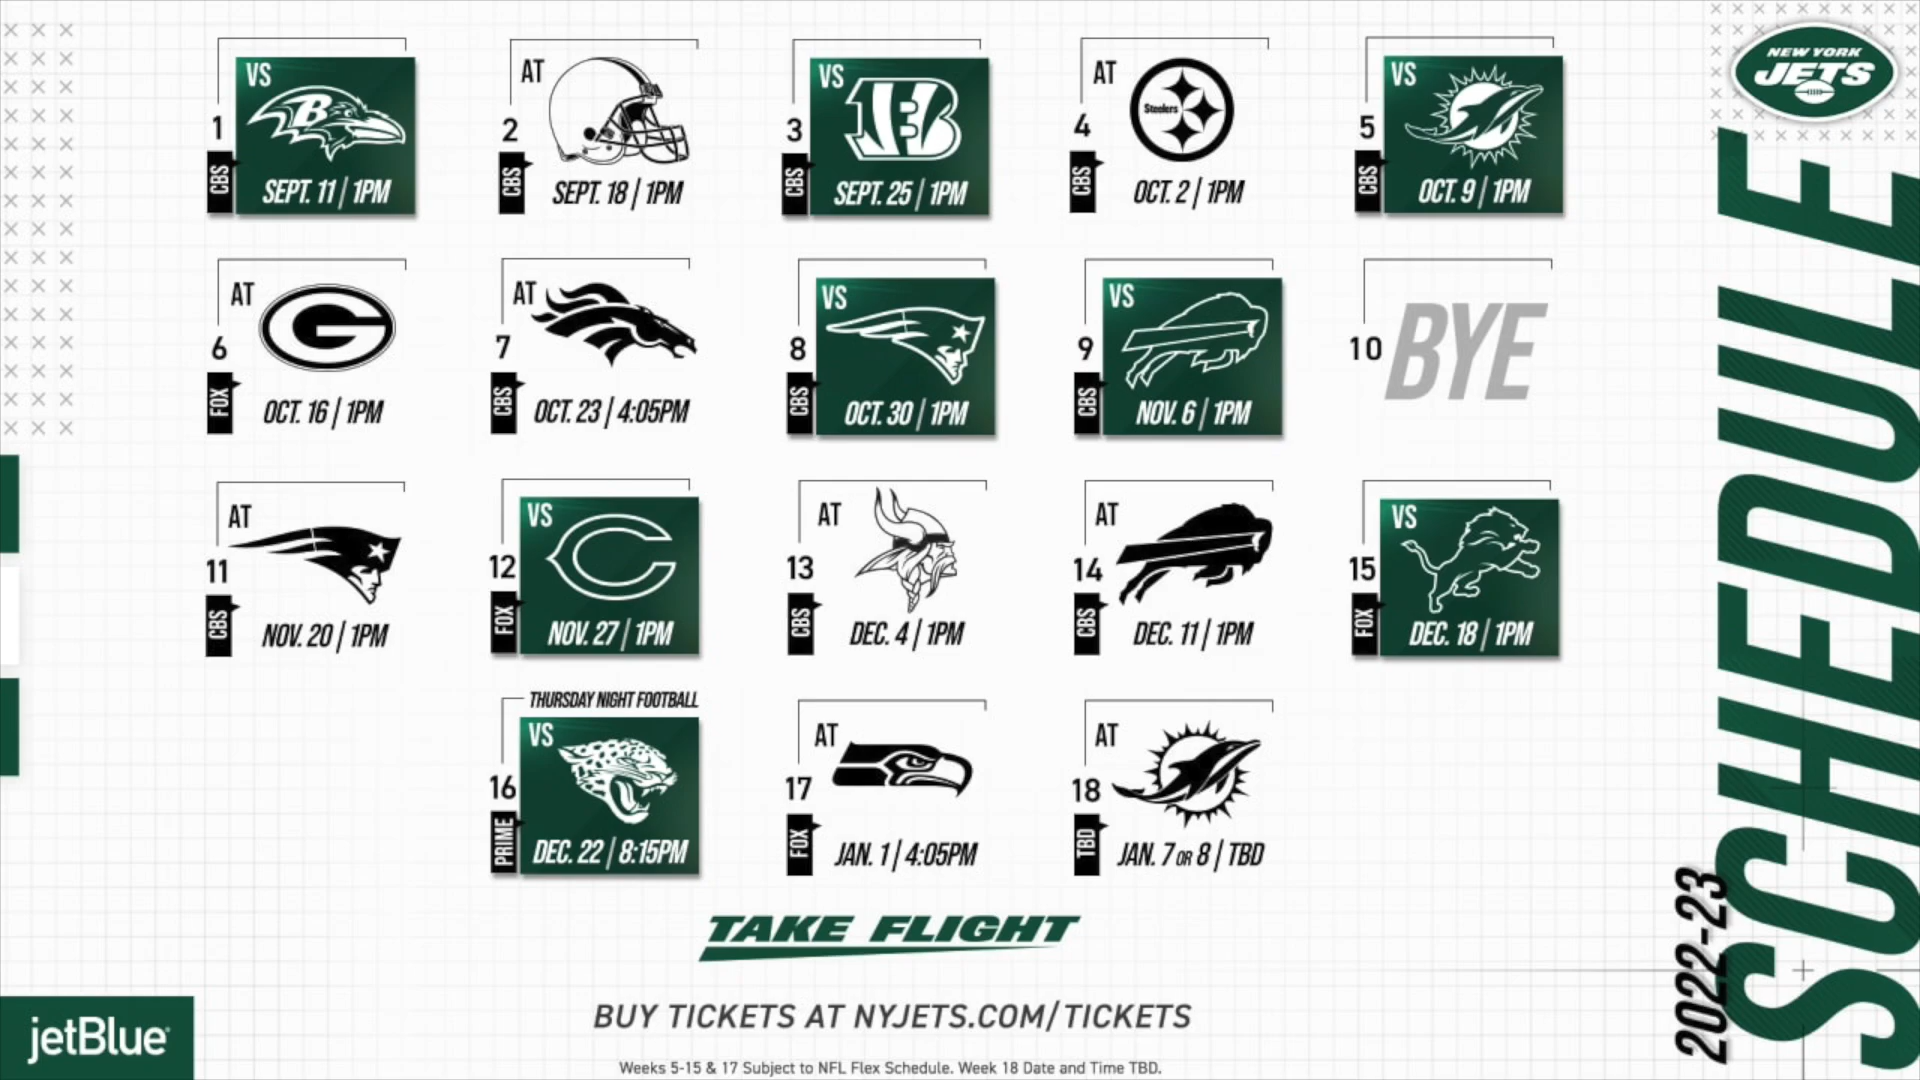 NEW YORK
JETS
2022-23
SCHEDULE
1
CBS
VS
B
SEPT. 11 | 1PM
2
CBS
AT
SEPT. 18 | 1PM
3
CBS
VS
B
SEPT. 25 | 1PM
4
CBS
AT
Steelers
OCT. 2 | 1PM
5
CBS
VS
OCT. 9 | 1PM
6
FOX
AT
G
OCT. 16 | 1PM
7
CBS
AT
OCT. 23 | 4:05PM
8
CBS
VS
OCT. 30 | 1PM
9
CBS
VS
NOV. 6 | 1PM
10
BYE
11
CBS
AT
NOV. 20 | 1PM
12
FOX
VS
C
NOV. 27 | 1PM
13
CBS
AT
DEC. 4 | 1PM
14
CBS
AT
DEC. 11 | 1PM
15
FOX
VS
DEC. 18 | 1PM
THURSDAY NIGHT FOOTBALL
16
PRIME
VS
DEC. 22 | 8:15PM
17
FOX
AT
JAN. 1 | 4:05PM
18
TBD
AT
JAN. 7 OR 8 | TBD
TAKE FLIGHT
BUY TICKETS AT NYJETS.COM/TICKETS
jetBlue
Weeks 5-15 & 17 Subject to NFL Flex Schedule. Week 18 Date and Time TBD.